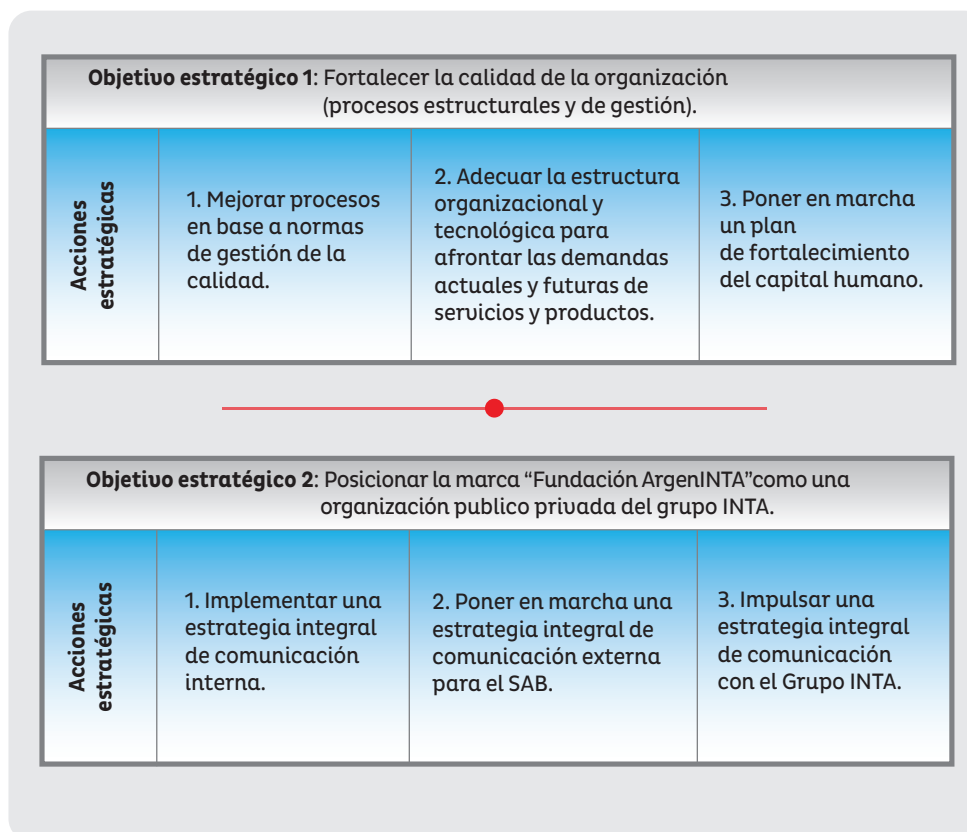 Objetivo estratégico 1: Fortalecer la calidad de la organización
(procesos estructurales y de gestión).
Acciones
estratégicas
1. Mejorar procesos
en base a normas
de gestión de la
calidad.
2. Adecuar la estructura
organizacional y
tecnológica para
afrontar las demandas
actuales y futuras de
servicios y productos.
3. Poner en marcha
un plan
de fortalecimiento
del capital humano.
Objetivo estratégico 2: Posicionar la marca “Fundación ArgenINTA”como una
organización publico privada del grupo INTA.
Acciones
estratégicas
1. Implementar una
estrategia integral
de comunicación
interna.
2. Poner en marcha una
estrategia integral de
comunicación externa
para el SAB.
3. Impulsar una
estrategia integral
de comunicación
con el Grupo INTA.